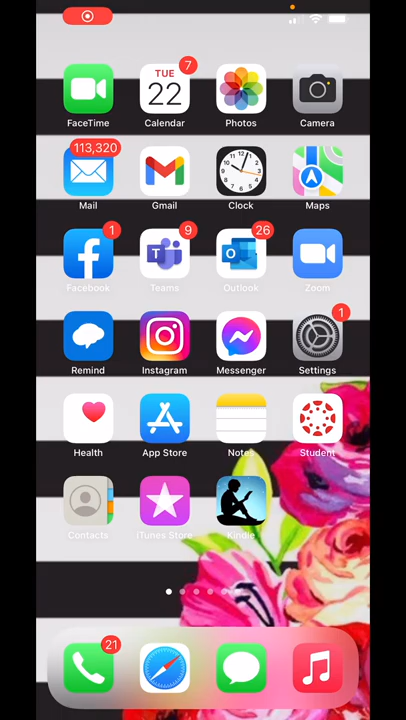 7
TUE
22
FaceTime
Calendar
Photos
Camera
113,320
Mail
Gmail
Clock
Maps
1
9
26
Facebook
Teams
Outlook
Zoom
1
Remind
Instagram
Messenger
Settings
Health
App Store
Notes
Student
Contacts
iTunes Store
Kindle
21